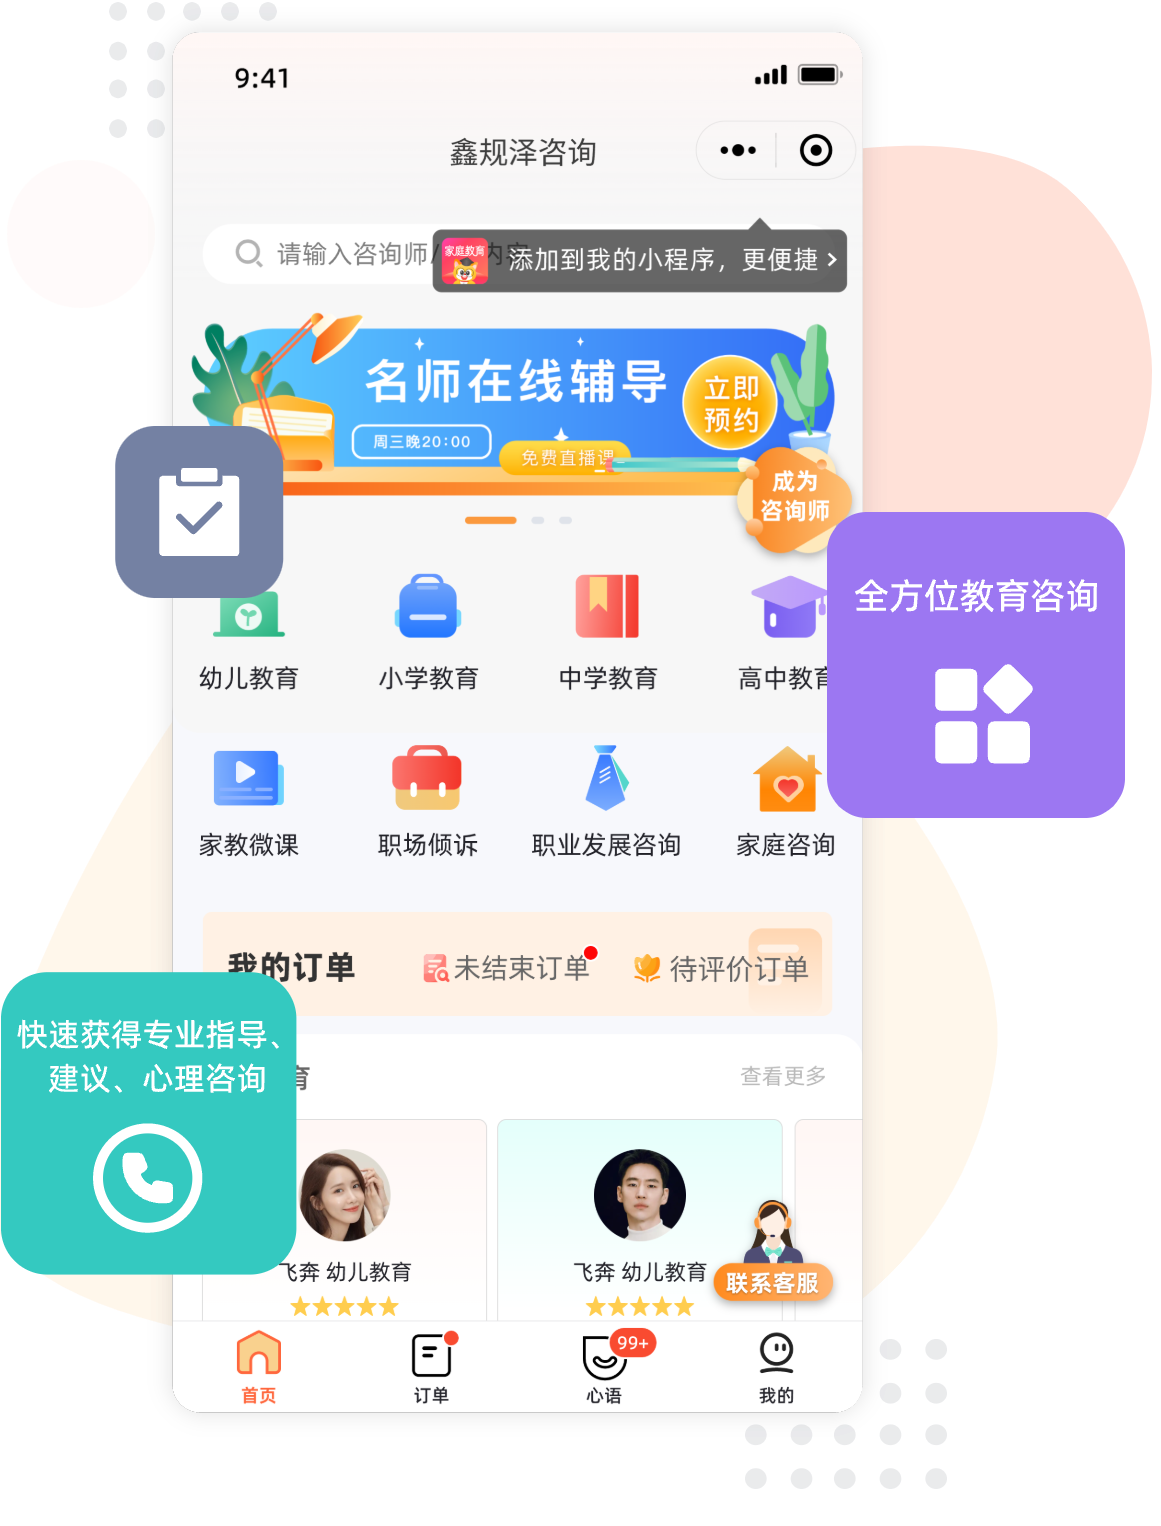 9:41
鑫规泽咨询
请输入咨询师/
内容
家庭教育
添加到我的小程序，更便捷
名师在线辅导
立即
预约
周三晚20:00
免费直播课
成为
咨询师
全方位教育咨询
幼儿教育
小学教育
中学教育
高中教育
家教微课
职场倾诉
职业发展咨询
家庭咨询
我的订单
未结束订单
待评价订单
快速获得专业指导、
建议、心理咨询
育
查看更多
飞奔 幼儿教育
飞奔 幼儿教育
联系客服
99+
首页
订单
心语
我的